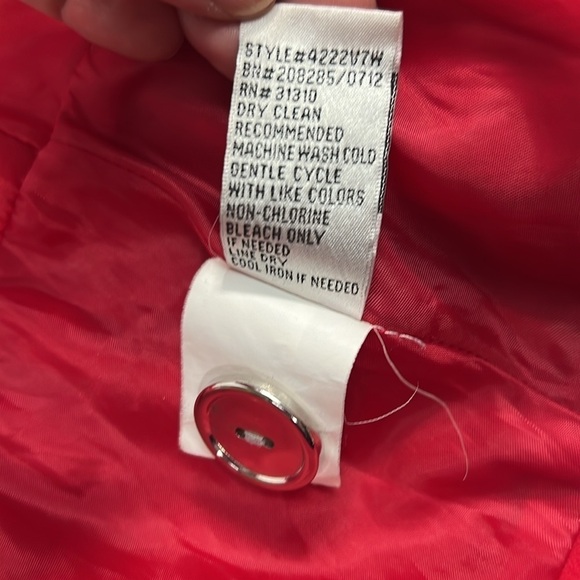 STYLE#4222V7W
BN#208285/0712
RN#31310
DRY CLEAN
RECOMMENDED
MACHINE WASH COLD
GENTLE CYCLE
WITH LIKE COLORS
NON-CHLORINE
BLEACH ONLY
IF NEEDED
LINE DRY
COOL IRON IF NEEDED